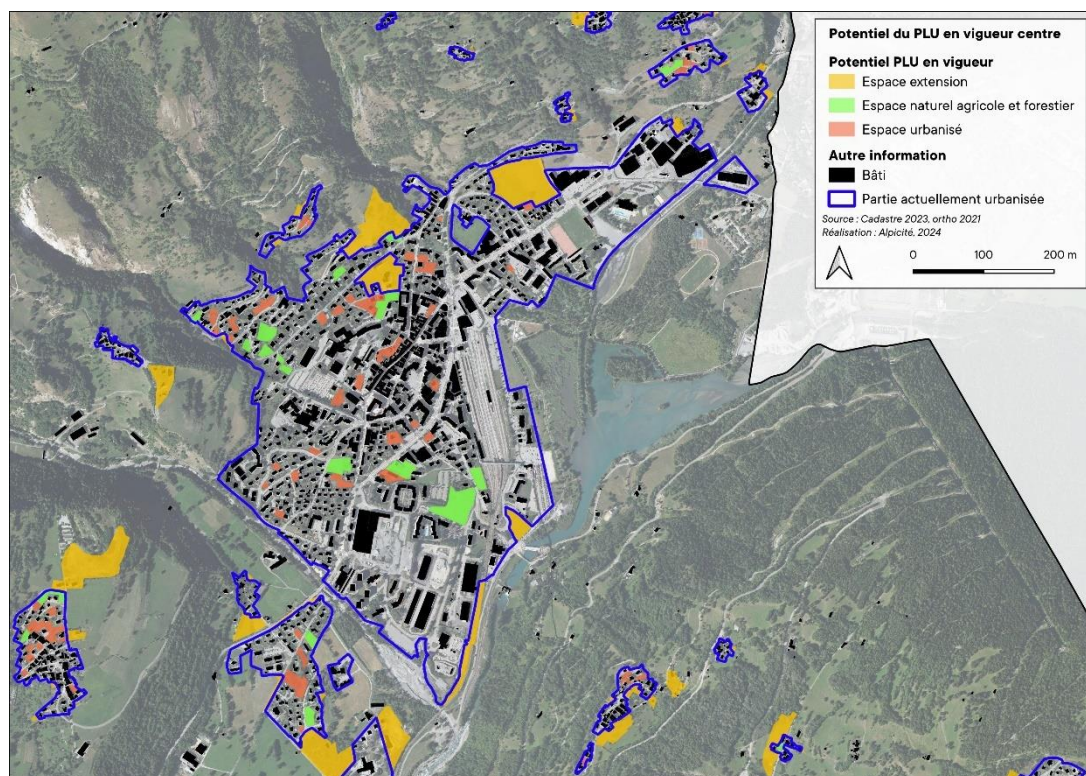 Potentiel du PLU en vigueur centre
Potentiel PLU en vigueur
Espace extension
Espace naturel agricole et forestier
Espace urbanisé
Autre information
Bâti
Partie actuellement urbanisée
Source : Cadastre 2023, ortho 2021
Réalisation : Alpicité, 2024
0 100 200 m